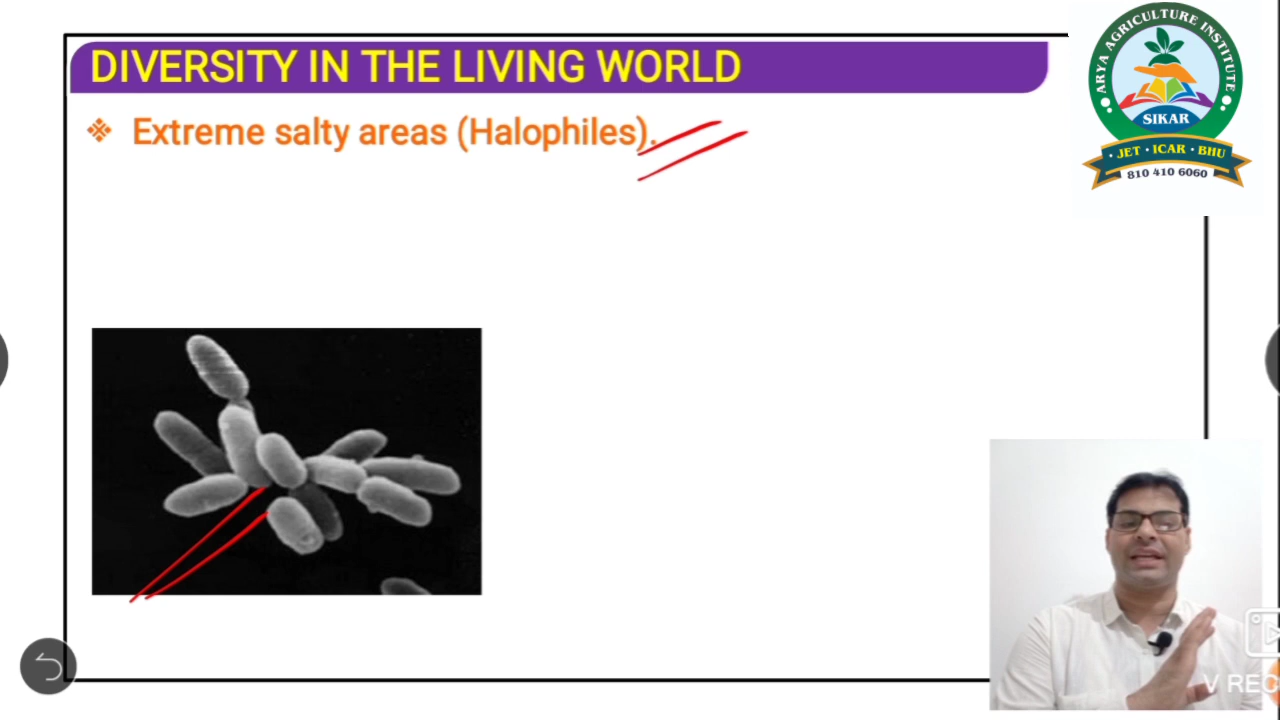 DIVERSITY IN THE LIVING WORLD
❖ Extreme salty areas (Halophiles).
ARYA AGRICULTURE INSTITUTE
SIKAR
• JET • ICAR • BHU
810 410 6060
V REC